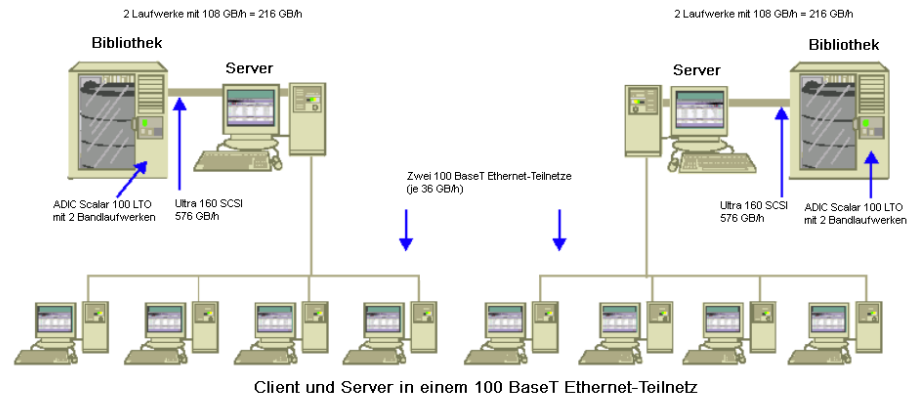 2 Laufwerke mit 108 GB/h = 216 GB/h
2 Laufwerke mit 108 GB/h = 216 GB/h
Bibliothek
Server
Server
Bibliothek
Zwei 100 BaseT Ethernet-Teilnetze
(je 36 GB/h)
ADIC Scalar 100 LTO
mit 2 Bandlaufwerken
Ultra 160 SCSI
576 GB/h
Ultra 160 SCSI
576 GB/h
ADIC Scalar 100 LTO
mit 2 Bandlaufwerken
Client und Server in einem 100 BaseT Ethernet-Teilnetz